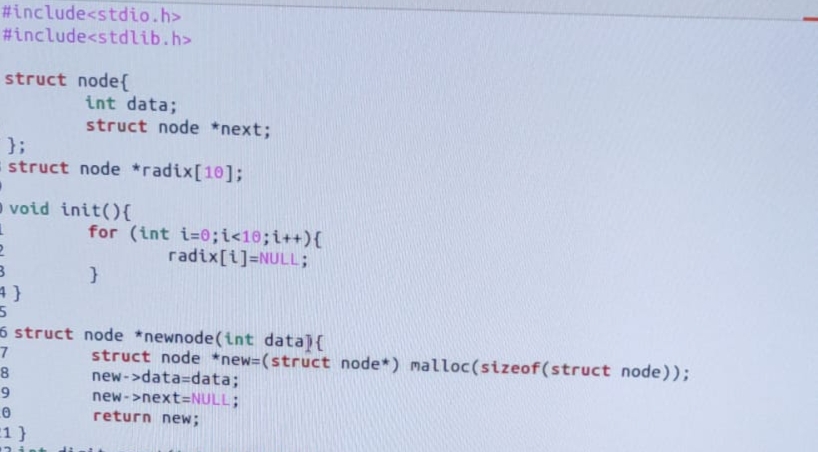 #include<stdio.h>
#include<stdlib.h>
struct node{
int data;
struct node *next;
};
struct node *radix[10];
void init(){
for (int i=0;i<10;i++){
radix[i]=NULL;
}
4 }
5
6 struct node *newnode(int data){
7 struct node *new=(struct node*) malloc(sizeof(struct node));
8 new->data=data;
9 new->next=NULL;
0 return new;
1 }